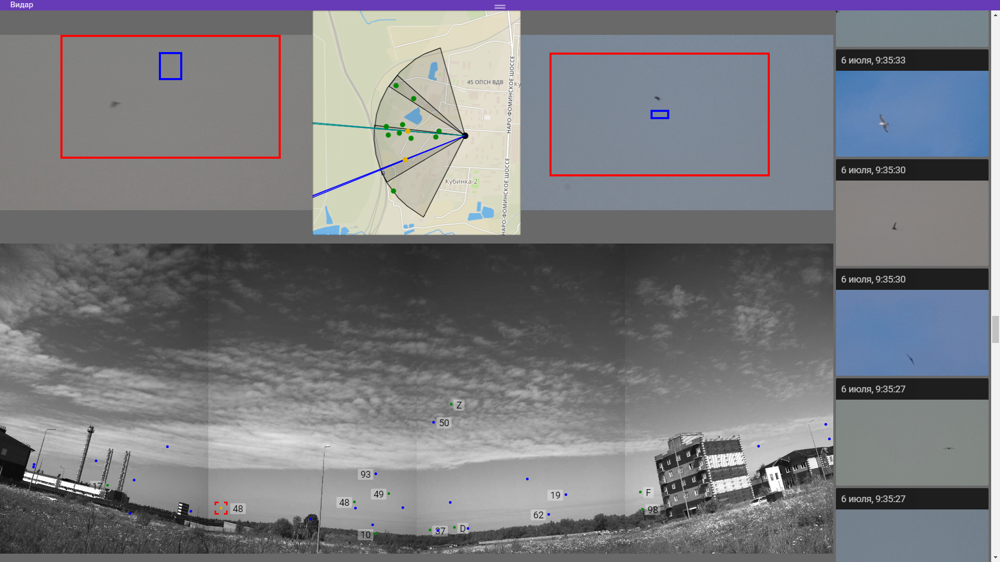 Видар
45 ОПСН ВДВ
Ку
НАРО-ФОМИНСКОЕ ШОССЕ
НАРО-ФОМИНСКОЕ ШОССЕ
Кубинка-2
6 июля, 9:35:33
6 июля, 9:35:30
6 июля, 9:35:30
6 июля, 9:35:27
6 июля, 9:35:27
Z
50
93
49
48
48
17
10
37
D
19
62
F
98